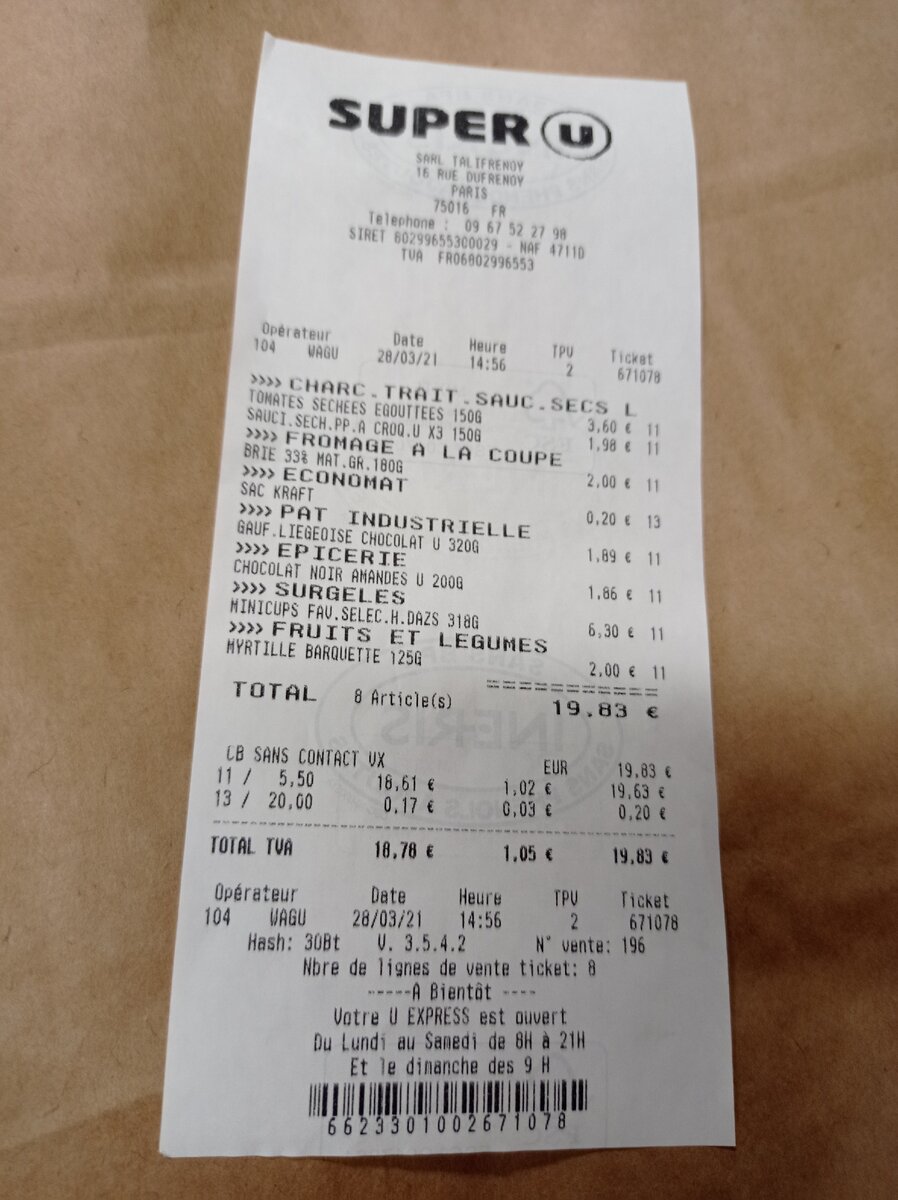 SUPER U
SARL TALIFRENOY
16 RUE DUFRENOY
PARIS
75016 FR
Telephone : 09 67 52 27 98
SIRET 80299655300029 - NAF 4711D
TVA FR06802996553
Opérateur Date Heure TPV Ticket
104 WAGU 28/03/21 14:56 2 671078
>>>> CHARC.TRAIT.SAUC.SECS L
TOMATES SECHEES EGOUTTEES 150G 3,60 € 11
SAUCI.SECH.PP.A CROQ.U X3 150G 1,98 € 11
>>>> FROMAGE A LA COUPE
BRIE 33% MAT.GR.180G 2,00 € 11
>>>> ECONOMAT
SAC KRAFT 0,20 € 13
>>>> PAT INDUSTRIELLE
GAUF.LIEGEOISE CHOCOLAT U 320G 1,89 € 11
>>>> EPICERIE
CHOCOLAT NOIR AMANDES U 200G 1,86 € 11
>>>> SURGELES
MINICUPS FAV.SELEC.H.DAZS 318G 6,30 € 11
>>>> FRUITS ET LEGUMES
MYRTILLE BARQUETTE 125G 2,00 € 11
==========
TOTAL 8 Article(s) 19.83 €
CB SANS CONTACT VX EUR 19,83 €
11 / 5,50 18,61 € 1,02 € 19,63 €
13 / 20,00 0,17 € 0,03 € 0,20 €
TOTAL TVA 18,78 € 1,05 € 19,83 €
Opérateur Date Heure TPV Ticket
104 WAGU 28/03/21 14:56 2 671078
Hash: 30Bt V. 3.5.4.2 N° vente: 196
Nbre de lignes de vente ticket: 8
-----A Bientôt ----
Votre U EXPRESS est ouvert
Du Lundi au Samedi de 8H à 21H
Et le dimanche des 9 H
6623301002671078